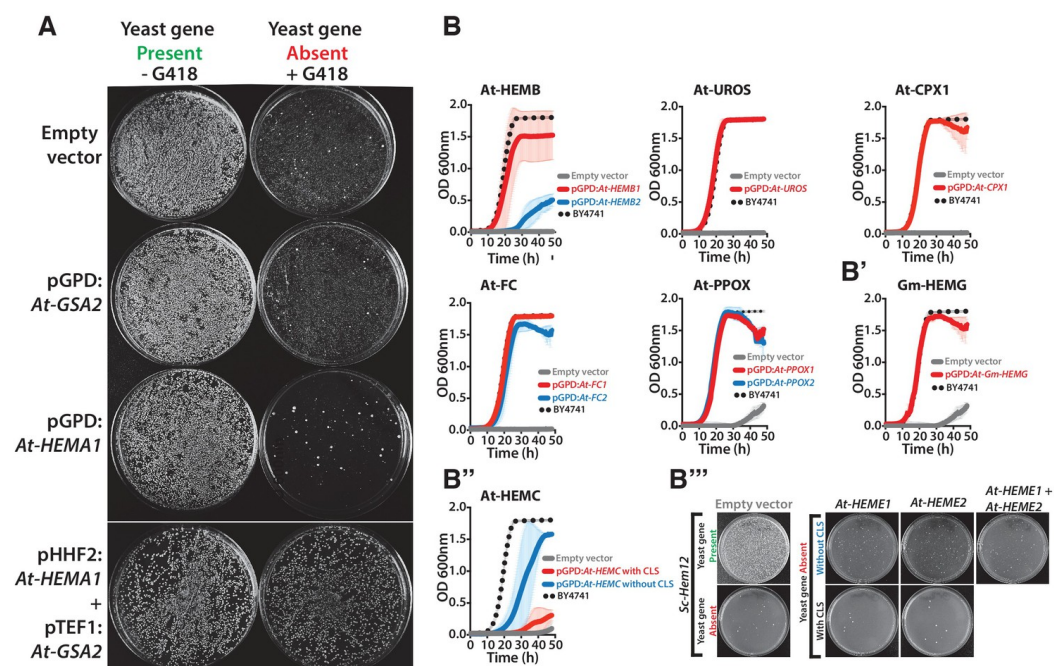 A
Yeast gene
Present
- G418
Yeast gene
Absent
+ G418
Empty
vector
pGPD:
At-GSA2
pGPD:
At-HEMA1
pHHF2:
At-HEMA1
+
pTEF1:
At-GSA2
B
At-HEMB
OD 600nm
2.0
1.5
1.0
0.5
0.0
Empty vector
pGPD:At-HEMB1
pGPD:At-HEMB2
BY4741
0 10 20 30 40 50
Time (h)
At-UROS
OD 600nm
2.0
1.5
1.0
0.5
0.0
Empty vector
pGPD:At-UROS
BY4741
0 10 20 30 40 50
Time (h)
At-CPX1
OD 600nm
2.0
1.5
1.0
0.5
0.0
Empty vector
pGPD:At-CPX1
BY4741
0 10 20 30 40 50
Time (h)
At-FC
OD 600nm
2.0
1.5
1.0
0.5
0.0
Empty vector
pGPD:At-FC1
pGPD:At-FC2
BY4741
0 10 20 30 40 50
Time (h)
At-PPOX
OD 600nm
2.0
1.5
1.0
0.5
0.0
Empty vector
pGPD:At-PPOX1
pGPD:At-PPOX2
BY4741
0 10 20 30 40 50
Time (h)
B'
Gm-HEMG
OD 600nm
2.0
1.5
1.0
0.5
0.0
Empty vector
pGPD:At-Gm-HEMG
BY4741
0 10 20 30 40 50
Time (h)
B''
At-HEMC
OD 600nm
2.0
1.5
1.0
0.5
0.0
Empty vector
pGPD:At-HEMC with CLS
pGPD:At-HEMC without CLS
BY4741
0 10 20 30 40 50
Time (h)
B'''
Empty vector
At-HEME1
At-HEME2
At-HEME1 +
At-HEME2
Sc-Hem12
Yeast gene
Present
Yeast gene
Absent
Yeast gene Absent
Without CLS
With CLS